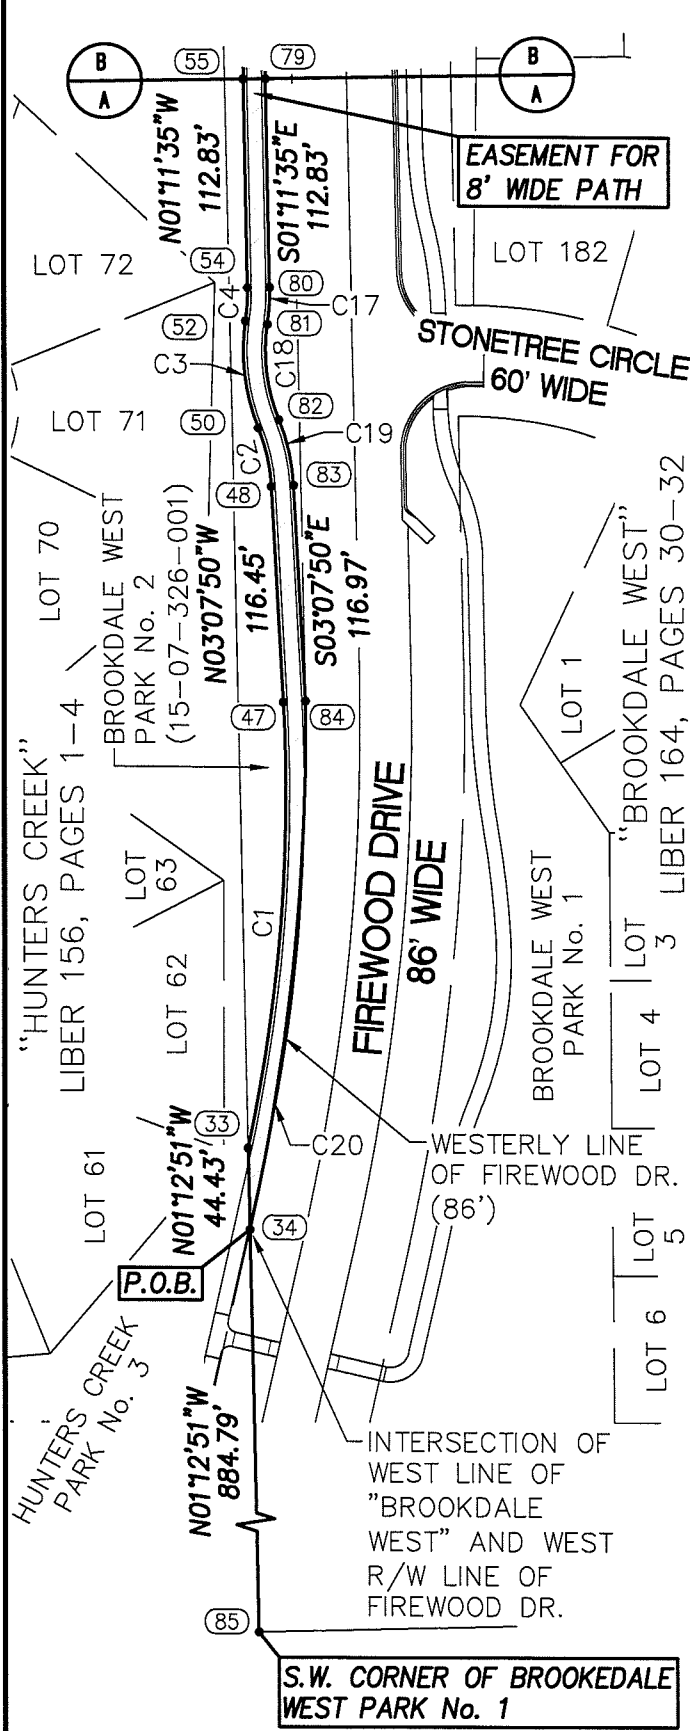 B
A
55
79
B
A
N01°11'35"W
112.83'
S01°11'35"E
112.83'
EASEMENT FOR
8' WIDE PATH
LOT 72
54
80
LOT 182
C4
C17
52
81
STONETREE CIRCLE
60' WIDE
C3
C18
LOT 71
50
82
C19
C2
48
83
LOT 70
BROOKDALE WEST
PARK No. 2
(15-07-326-001)
N03°07'50"W
116.45'
S03°07'50"E
116.97'
47
84
LOT 1
"BROOKDALE WEST"
LIBER 164, PAGES 30-32
"HUNTERS CREEK"
LIBER 156, PAGES 1-4
LOT
63
FIREWOOD DRIVE
86' WIDE
C1
LOT 62
BROOKDALE WEST
PARK No. 1
LOT
3
LOT 4
33
C20
WESTERLY LINE
OF FIREWOOD DR.
(86')
N01°12'51"W
44.43'
LOT 61
34
LOT
5
P.O.B.
LOT 6
HUNTERS CREEK
PARK No. 3
N01°12'51"W
884.79'
INTERSECTION OF
WEST LINE OF
"BROOKDALE
WEST" AND WEST
R/W LINE OF
FIREWOOD DR.
85
S.W. CORNER OF BROOKEDALE
WEST PARK No. 1